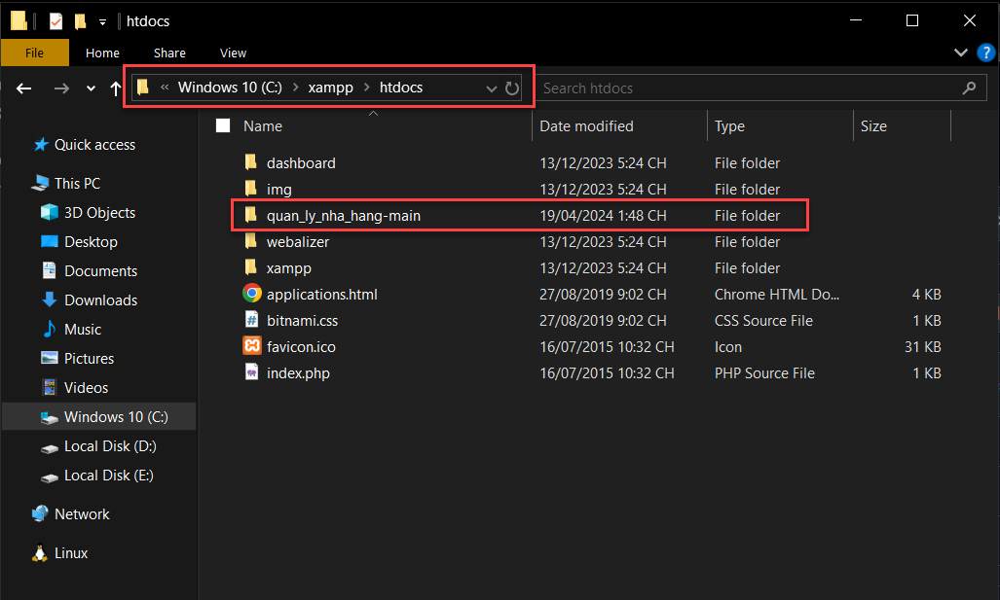 htdocs
File Home Share View
« Windows 10 (C:) > xampp > htdocs Search htdocs
Name Date modified Type Size
Quick access
This PC
3D Objects
Desktop
Documents
Downloads
Music
Pictures
Videos
Windows 10 (C:)
Local Disk (D:)
Local Disk (E:)
Network
Linux
dashboard 13/12/2023 5:24 CH File folder
img 13/12/2023 5:24 CH File folder
quan_ly_nha_hang-main 19/04/2024 1:48 CH File folder
webalizer 13/12/2023 5:24 CH File folder
xampp 13/12/2023 5:24 CH File folder
applications.html 27/08/2019 9:02 CH Chrome HTML Do... 4 KB
bitnami.css 27/08/2019 9:02 CH CSS Source File 1 KB
favicon.ico 16/07/2015 10:32 CH Icon 31 KB
index.php 16/07/2015 10:32 CH PHP Source File 1 KB